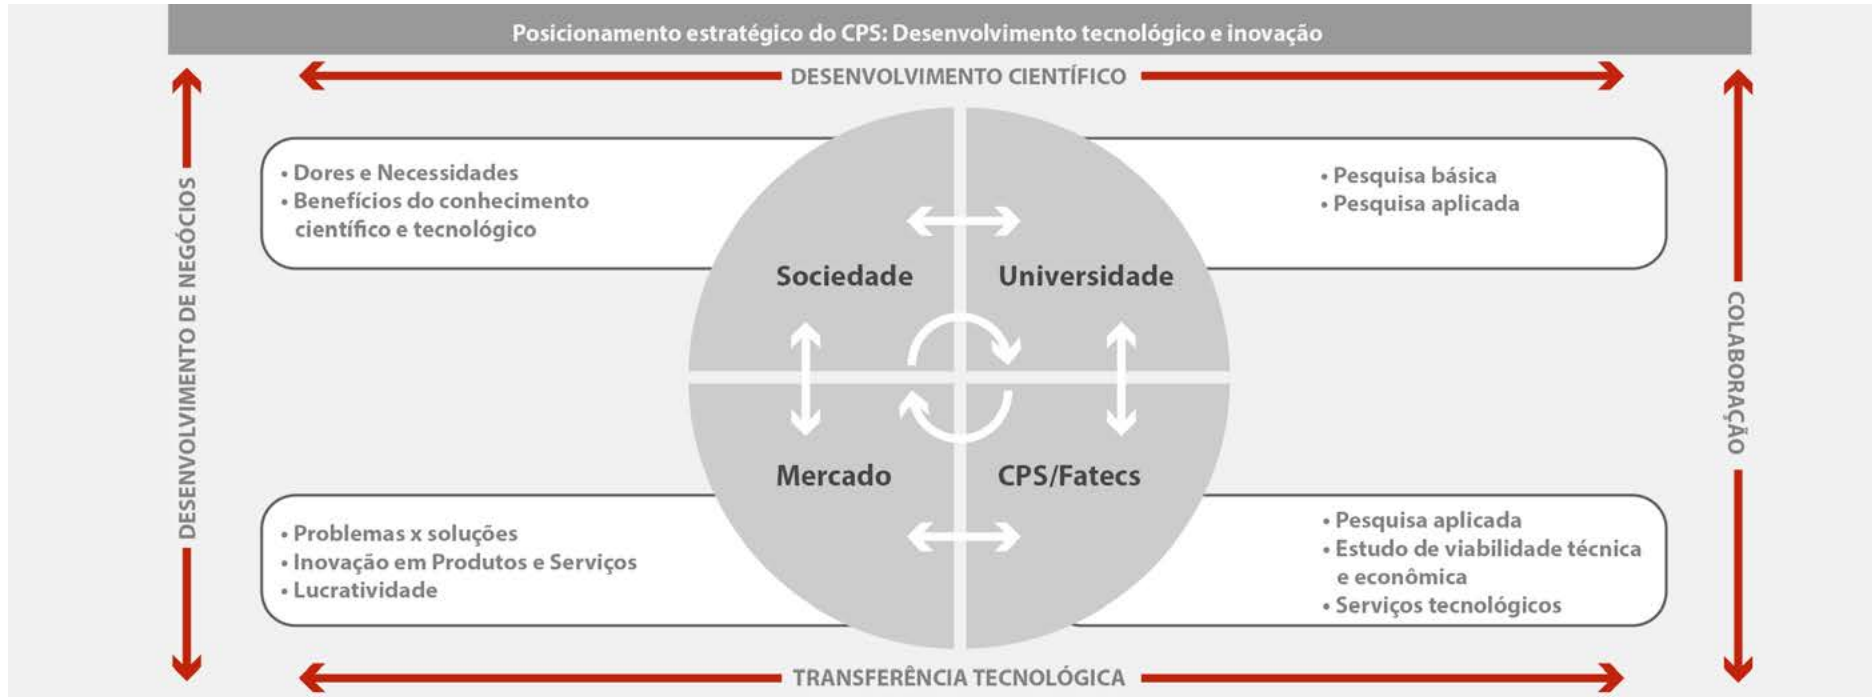 Posicionamento estratégico do CPS: Desenvolvimento tecnológico e inovação
DESENVOLVIMENTO CIENTÍFICO
DESENVOLVIMENTO DE NEGÓCIOS
• Dores e Necessidades
• Benefícios do conhecimento
científico e tecnológico
• Pesquisa básica
• Pesquisa aplicada
Sociedade
Universidade
COLABORAÇÃO
Mercado
CPS/Fatecs
• Problemas x soluções
• Inovação em Produtos e Serviços
• Lucratividade
• Pesquisa aplicada
• Estudo de viabilidade técnica
e econômica
• Serviços tecnológicos
TRANSFERÊNCIA TECNOLÓGICA